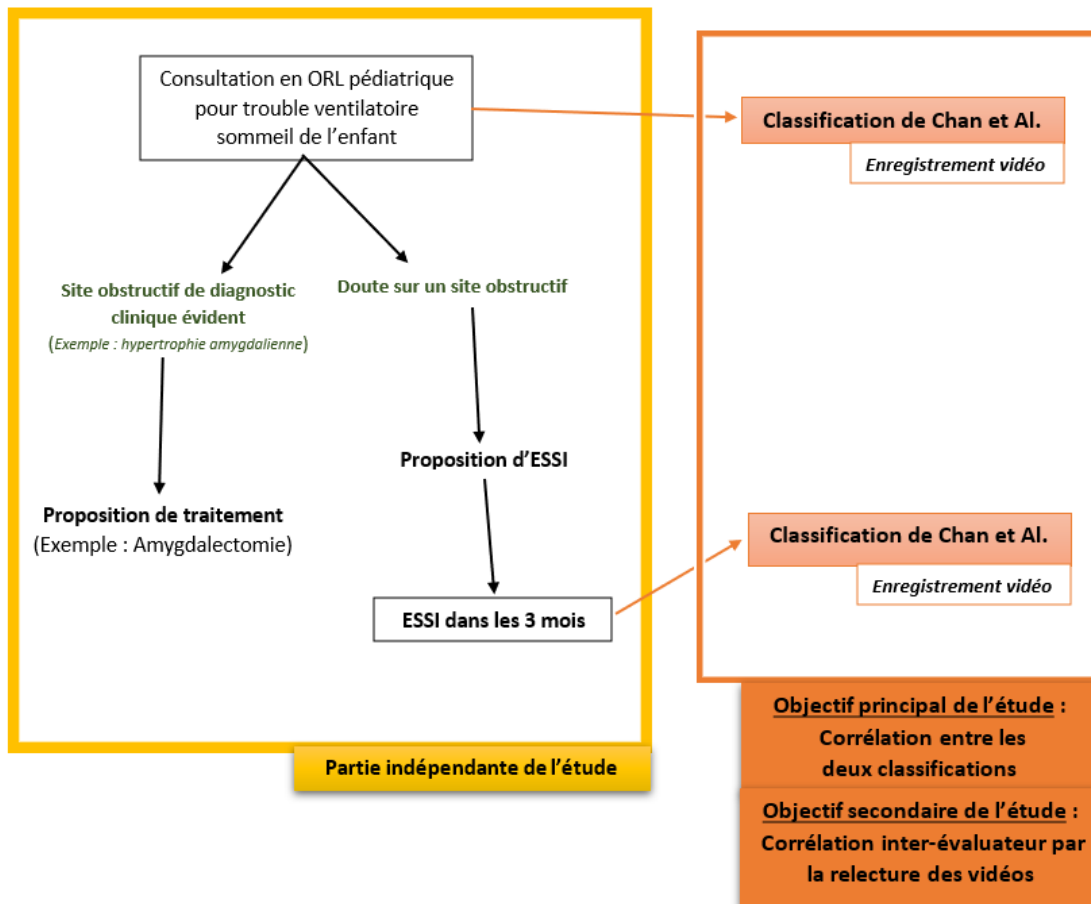 Consultation en ORL pédiatrique
pour trouble ventilatoire
sommeil de l'enfant
Classification de Chan et Al.
Enregistrement vidéo
Site obstructif de diagnostic
clinique évident
(Exemple : hypertrophie amygdalienne)
Doute sur un site obstructif
Proposition d'ESSI
Proposition de traitement
(Exemple : Amygdalectomie)
ESSI dans les 3 mois
Classification de Chan et Al.
Enregistrement vidéo
Partie indépendante de l'étude
Objectif principal de l'étude :
Corrélation entre les
deux classifications
Objectif secondaire de l'étude :
Corrélation inter-évaluateur par
la relecture des vidéos